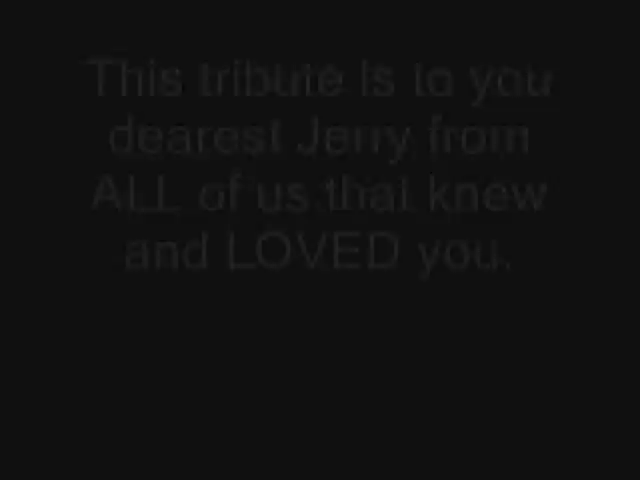 This tribute is to you
dearest Jerry from
ALL of us that knew
and LOVED you.